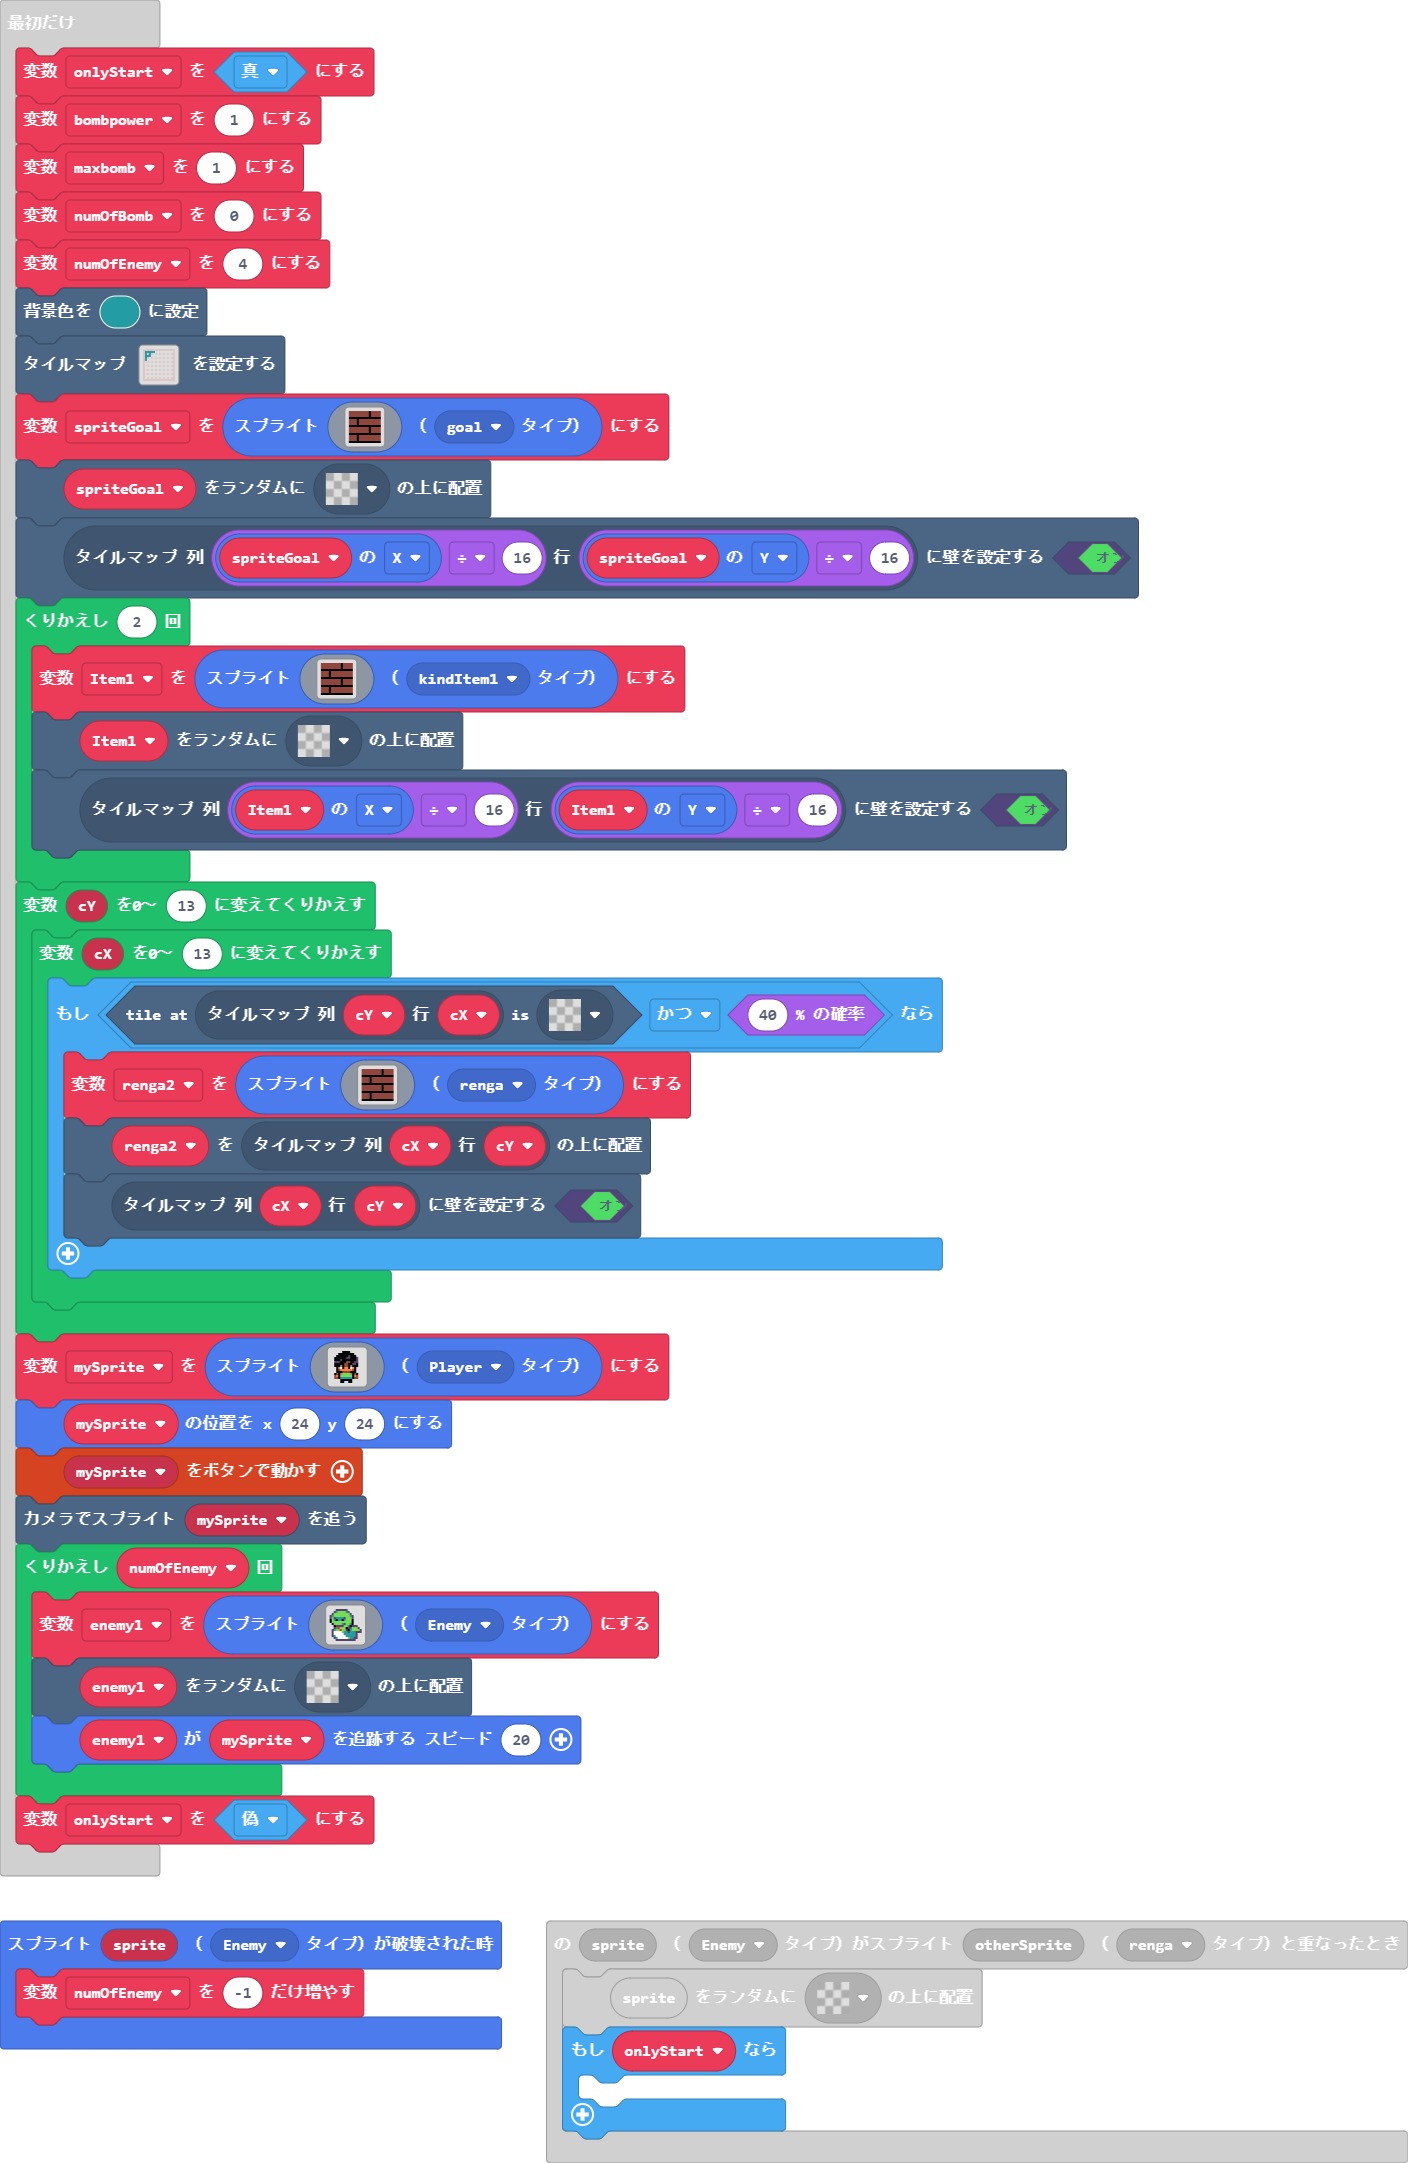 最初だけ
変数 onlyStart を 真 にする
変数 bombpower を 1 にする
変数 maxbomb を 1 にする
変数 numOfBomb を 0 にする
変数 numOfEnemy を 4 にする
背景色を に設定
タイルマップ を設定する
変数 spriteGoal を スプライト ( goal タイプ) にする
spriteGoal をランダムに の上に配置
タイルマップ 列 spriteGoal の X ÷ 16 行 spriteGoal の Y ÷ 16 に壁を設定する オン
くりかえし 2 回
変数 Item1 を スプライト ( kindItem1 タイプ) にする
Item1 をランダムに の上に配置
タイルマップ 列 Item1 の X ÷ 16 行 Item1 の Y ÷ 16 に壁を設定する オン
変数 cY を0～ 13 に変えてくりかえす
変数 cX を0～ 13 に変えてくりかえす
もし tile at タイルマップ 列 cY 行 cX is かつ 40 % の確率 なら
変数 renga2 を スプライト ( renga タイプ) にする
renga2 を タイルマップ 列 cX 行 cY の上に配置
タイルマップ 列 cX 行 cY に壁を設定する オン
変数 mySprite を スプライト ( Player タイプ) にする
mySprite の位置を x 24 y 24 にする
mySprite をボタンで動かす
カメラでスプライト mySprite を追う
くりかえし numOfEnemy 回
変数 enemy1 を スプライト ( Enemy タイプ) にする
enemy1 をランダムに の上に配置
enemy1 が mySprite を追跡する スピード 20
変数 onlyStart を 偽 にする
スプライト sprite ( Enemy タイプ) が破壊された時
変数 numOfEnemy を -1 だけ増やす
の sprite ( Enemy タイプ) がスプライト otherSprite ( renga タイプ) と重なったとき
sprite をランダムに の上に配置
もし onlyStart なら